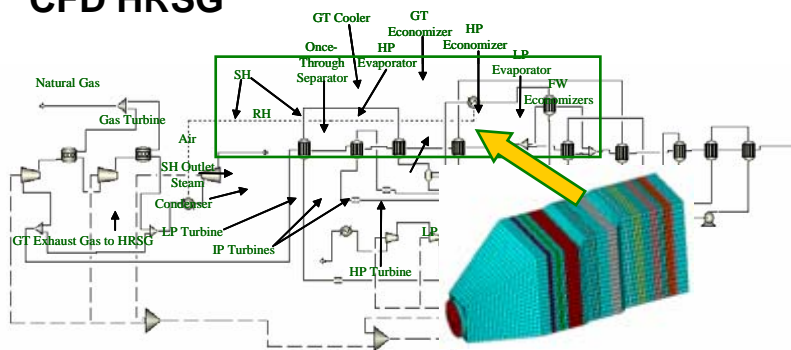 CFD HRSG
GT Cooler
GT
Economizer
HP
Economizer
Once-
Through
Separator
HP
Evaporator
LP
Evaporator
FW
Economizers
SH
RH
Natural Gas
Gas Turbine
Air
SH Outlet
Steam
Condenser
GT Exhaust Gas to HRSG
LP Turbine
IP Turbines
HP Turbine
LP